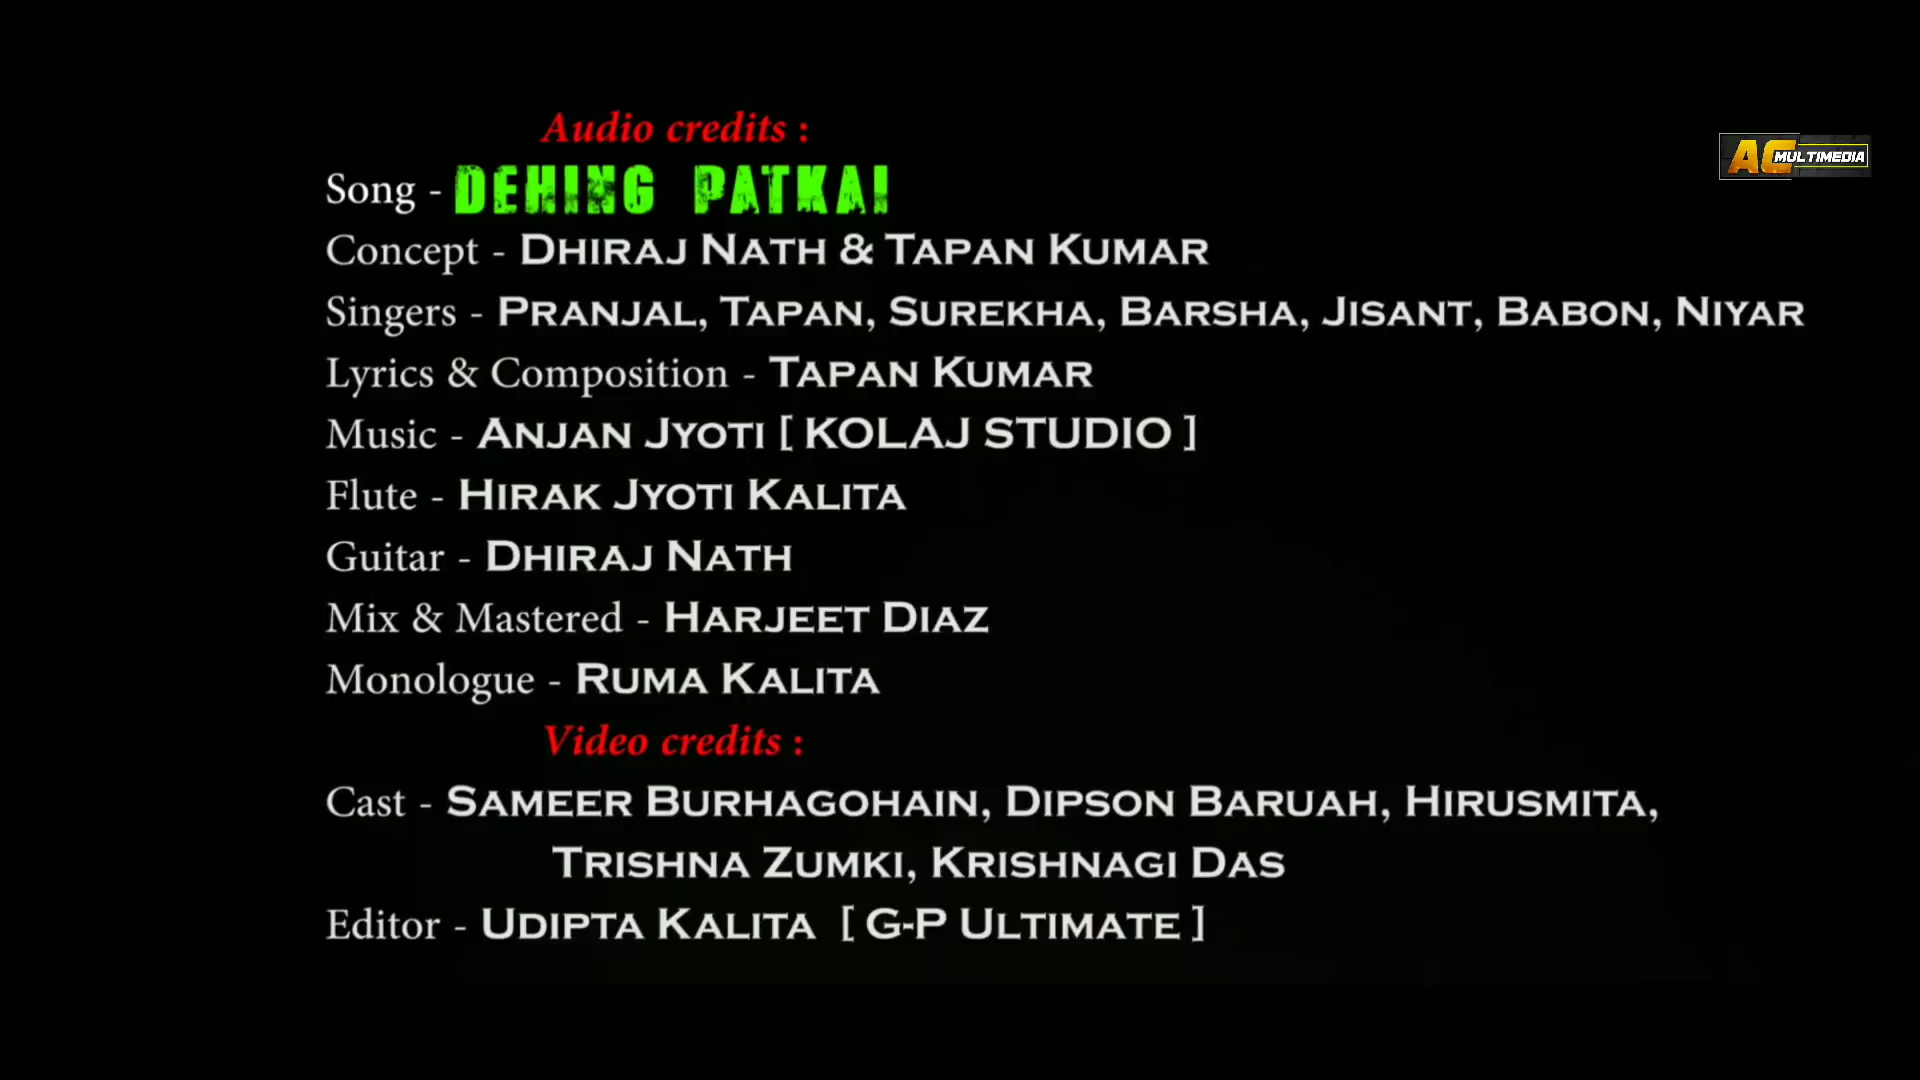 Audio credits :
AC MULTIMEDIA
Song - DEHING PATKAI
Concept - DHIRAJ NATH & TAPAN KUMAR
Singers - PRANJAL, TAPAN, SUREKHA, BARSHA, JISANT, BABON, NIYAR
Lyrics & Composition - TAPAN KUMAR
Music - ANJAN JYOTI [ KOLAJ STUDIO ]
Flute - HIRAK JYOTI KALITA
Guitar - DHIRAJ NATH
Mix & Mastered - HARJEET DIAZ
Monologue - RUMA KALITA
Video credits :
Cast - SAMEER BURHAGOHAIN, DIPSON BARUAH, HIRUSMITA,
TRISHNA ZUMKI, KRISHNAGI DAS
Editor - UDIPTA KALITA [ G-P ULTIMATE ]